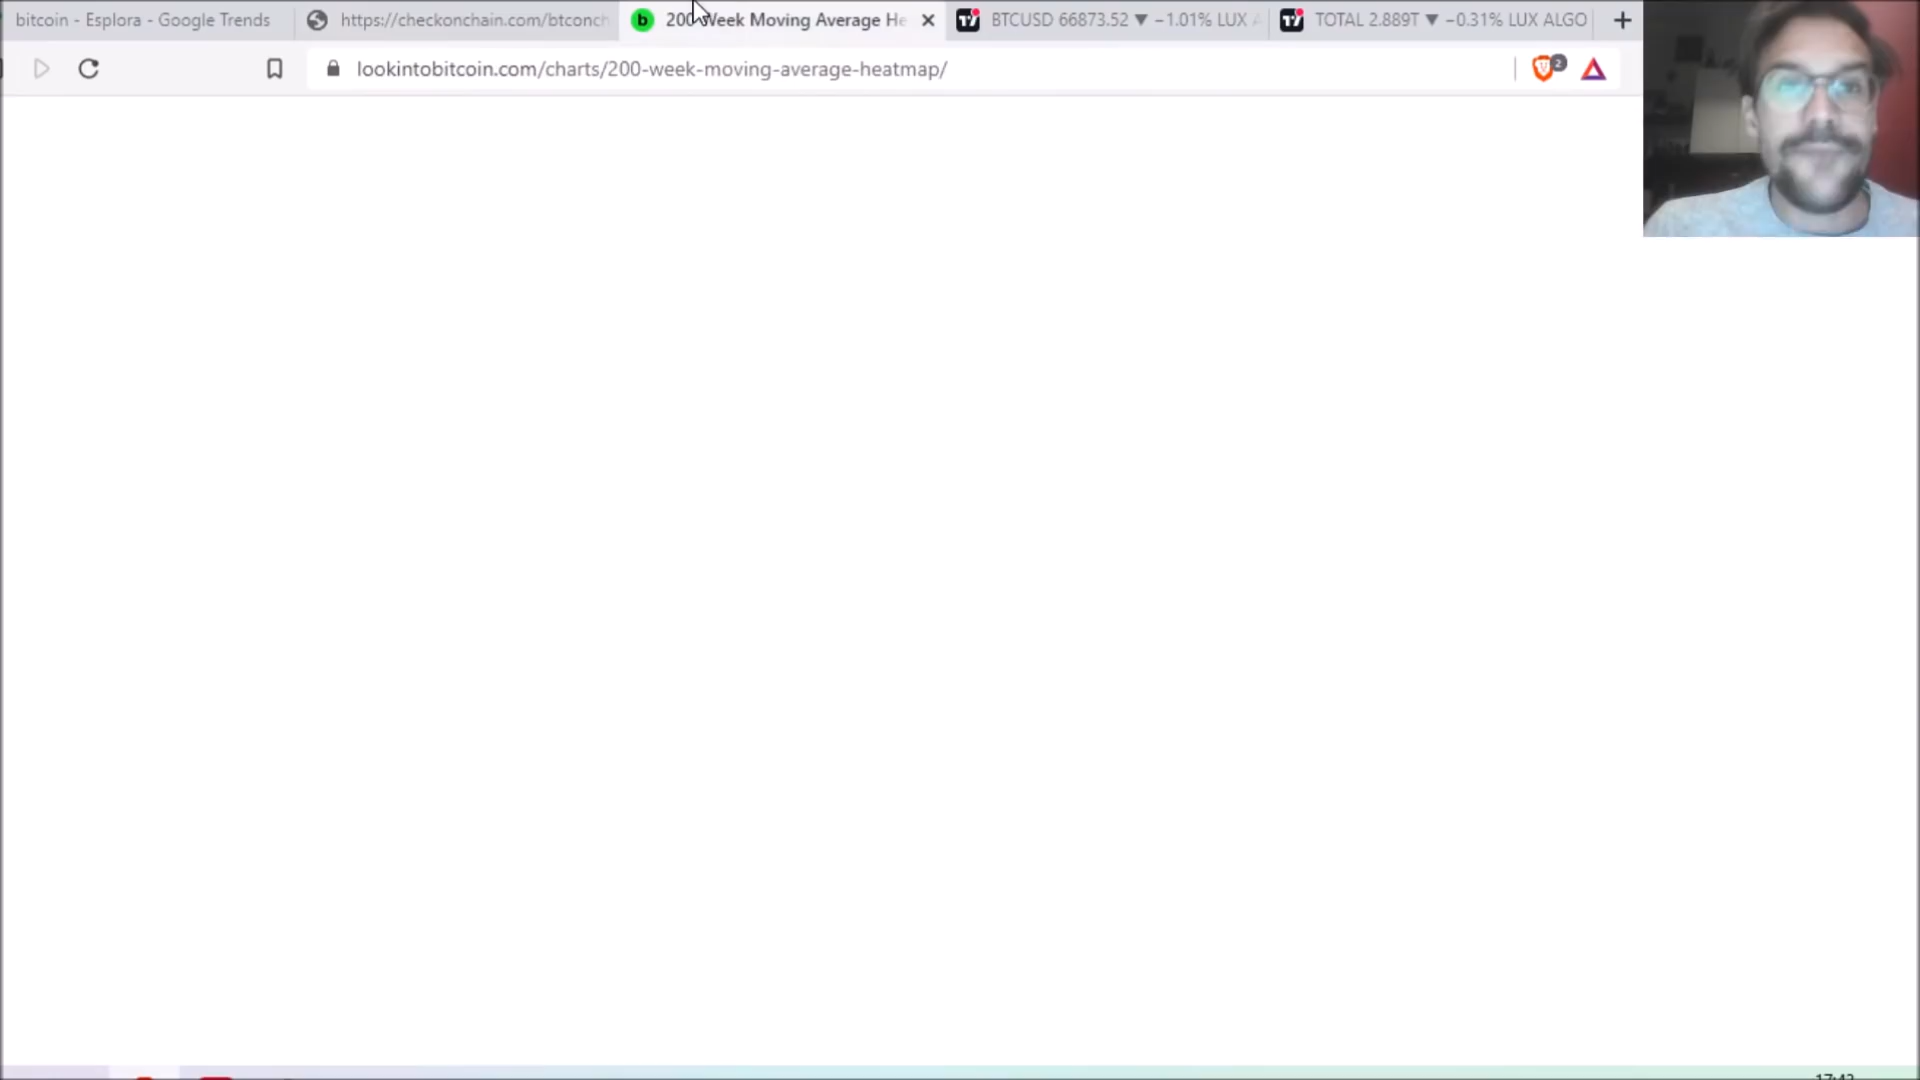 bitcoin - Esplora - Google Trends
https://checkonchain.com/btconch
200 Week Moving Average He
BTCUSD 66873.52 ▼ −1.01% LUX A
TOTAL 2.889T ▼ −0.31% LUX ALGO
lookintobitcoin.com/charts/200-week-moving-average-heatmap/
2